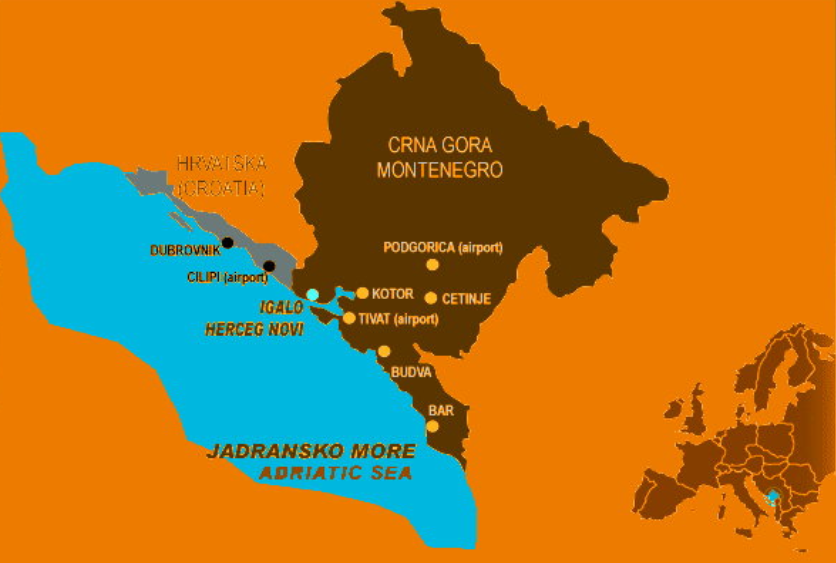 CRNA GORA
MONTENEGRO
HRVATSKA
(CROATIA)
DUBROVNIK
CILIPI (airport)
PODGORICA (airport)
KOTOR
CETINJE
IGALO
HERCEG NOVI
TIVAT (airport)
BUDVA
BAR
JADRANSKO MORE
ADRIATIC SEA